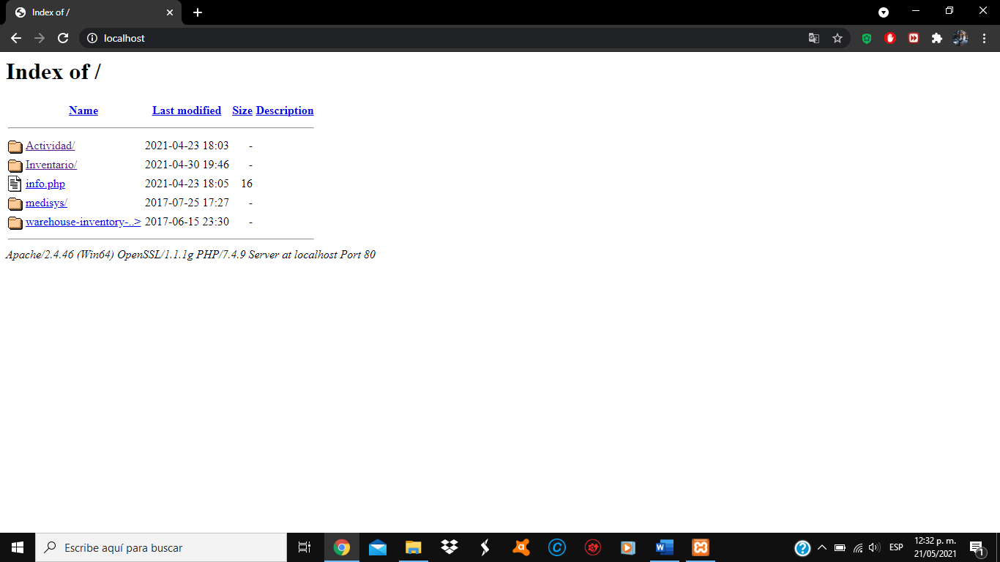 Index of /
localhost
Index of /
Name Last modified Size Description
Actividad/ 2021-04-23 18:03 -
Inventario/ 2021-04-30 19:46 -
info.php 2021-04-23 18:05 16
medisys/ 2017-07-25 17:27 -
warehouse-inventory-..> 2017-06-15 23:30 -
Apache/2.4.46 (Win64) OpenSSL/1.1.1g PHP/7.4.9 Server at localhost Port 80
Escribe aquí para buscar
ESP
12:32 p. m.
21/05/2021
1